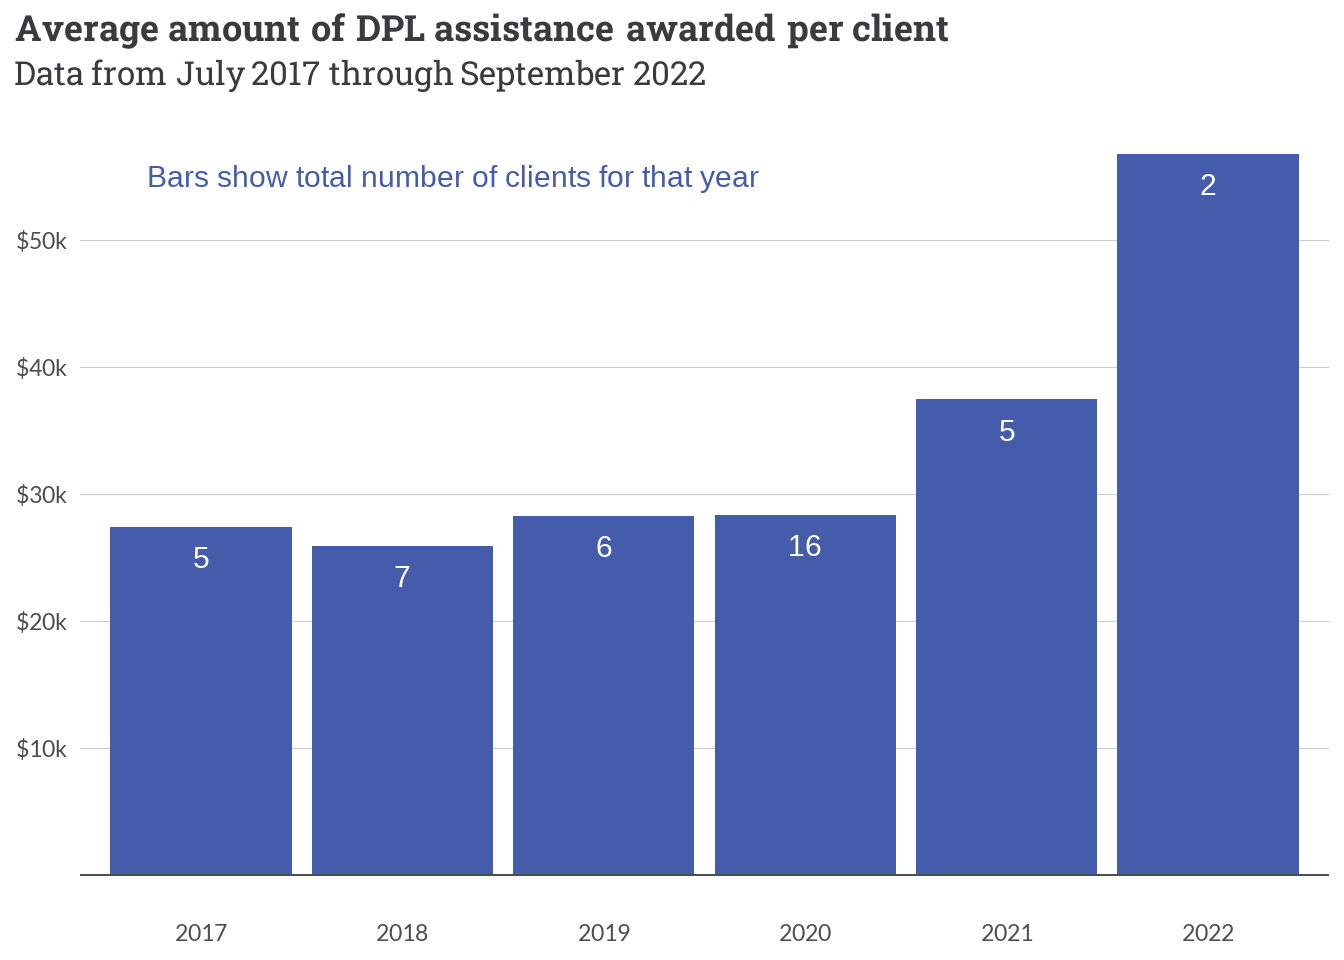 Average amount of DPL assistance awarded per client
Data from July 2017 through September 2022
Bars show total number of clients for that year
2
$50k
$40k
5
$30k
5
7
6
16
$20k
$10k
2017 2018 2019 2020 2021 2022